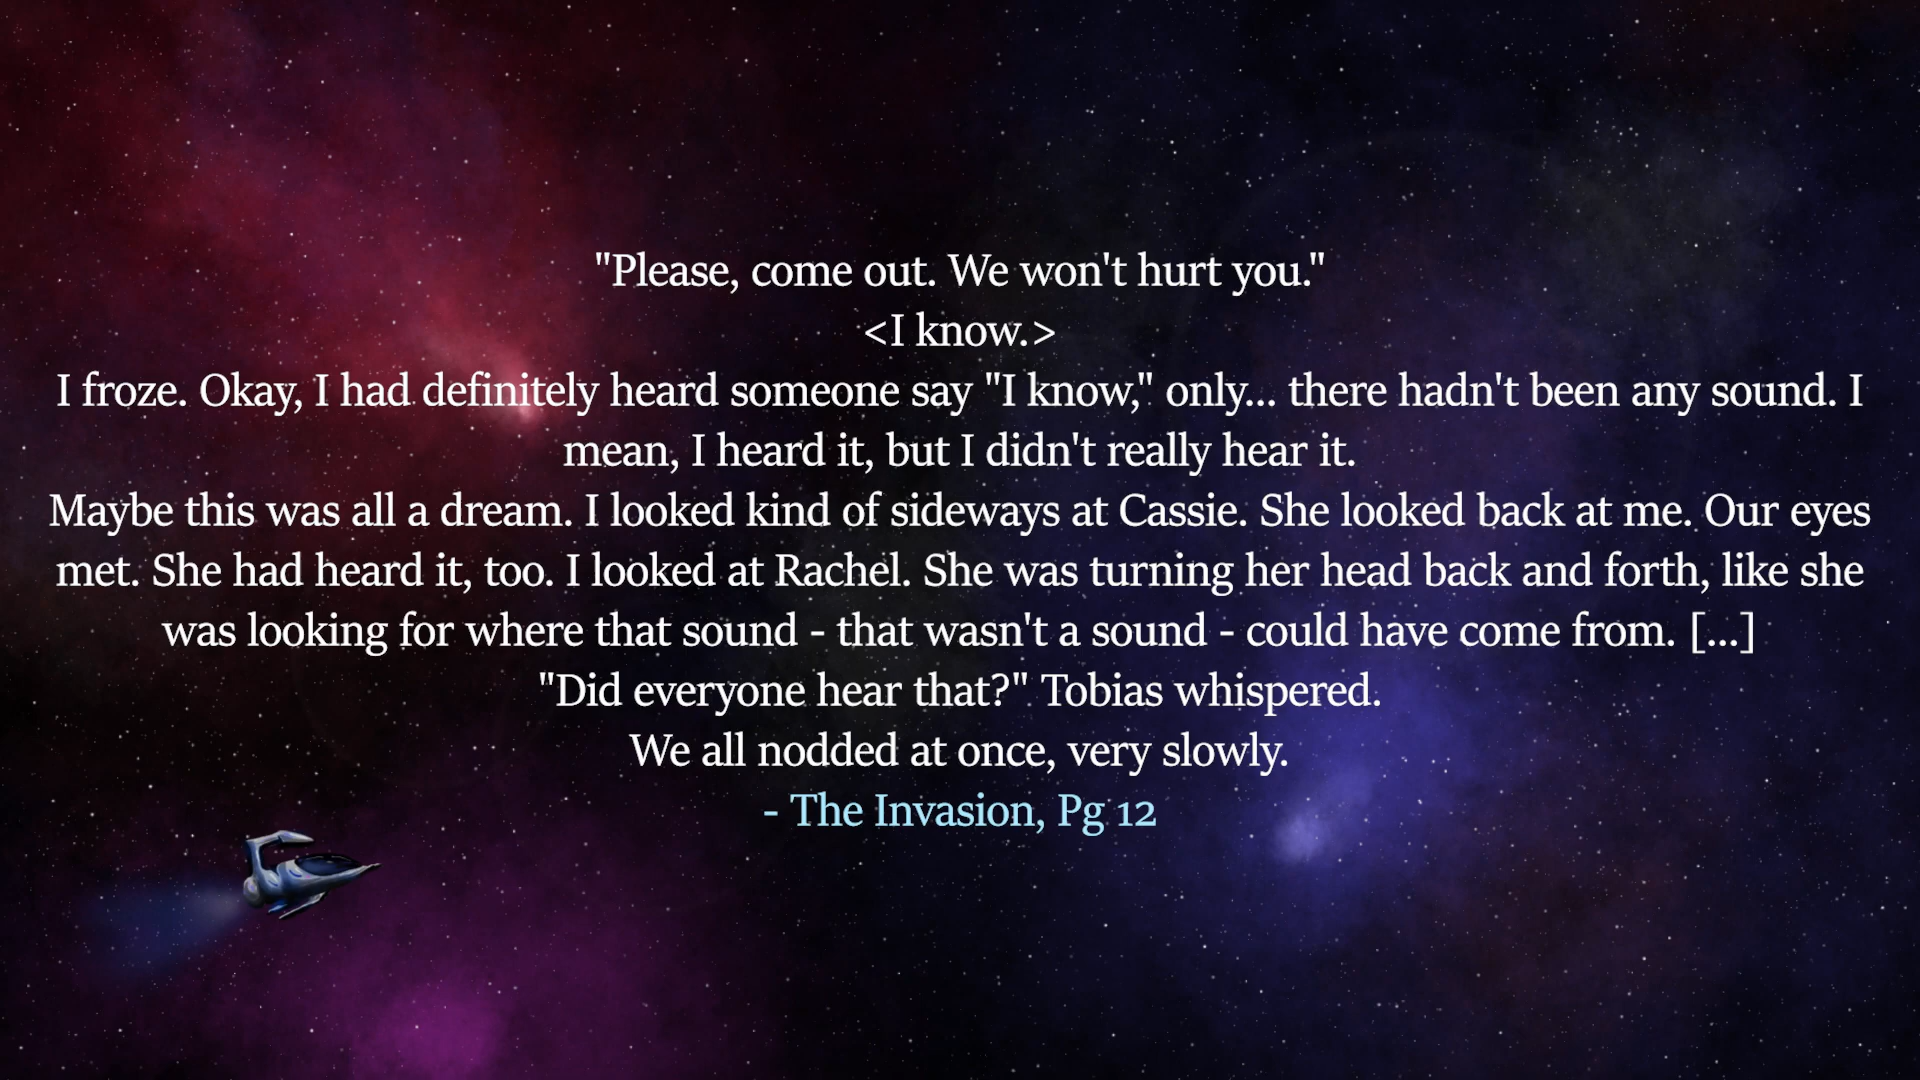 "Please, come out. We won't hurt you."
<I know.>
I froze. Okay, I had definitely heard someone say "I know," only... there hadn't been any sound. I
mean, I heard it, but I didn't really hear it.
Maybe this was all a dream. I looked kind of sideways at Cassie. She looked back at me. Our eyes
met. She had heard it, too. I looked at Rachel. She was turning her head back and forth, like she
was looking for where that sound - that wasn't a sound - could have come from. [...]
"Did everyone hear that?" Tobias whispered.
We all nodded at once, very slowly.
- The Invasion, Pg 12